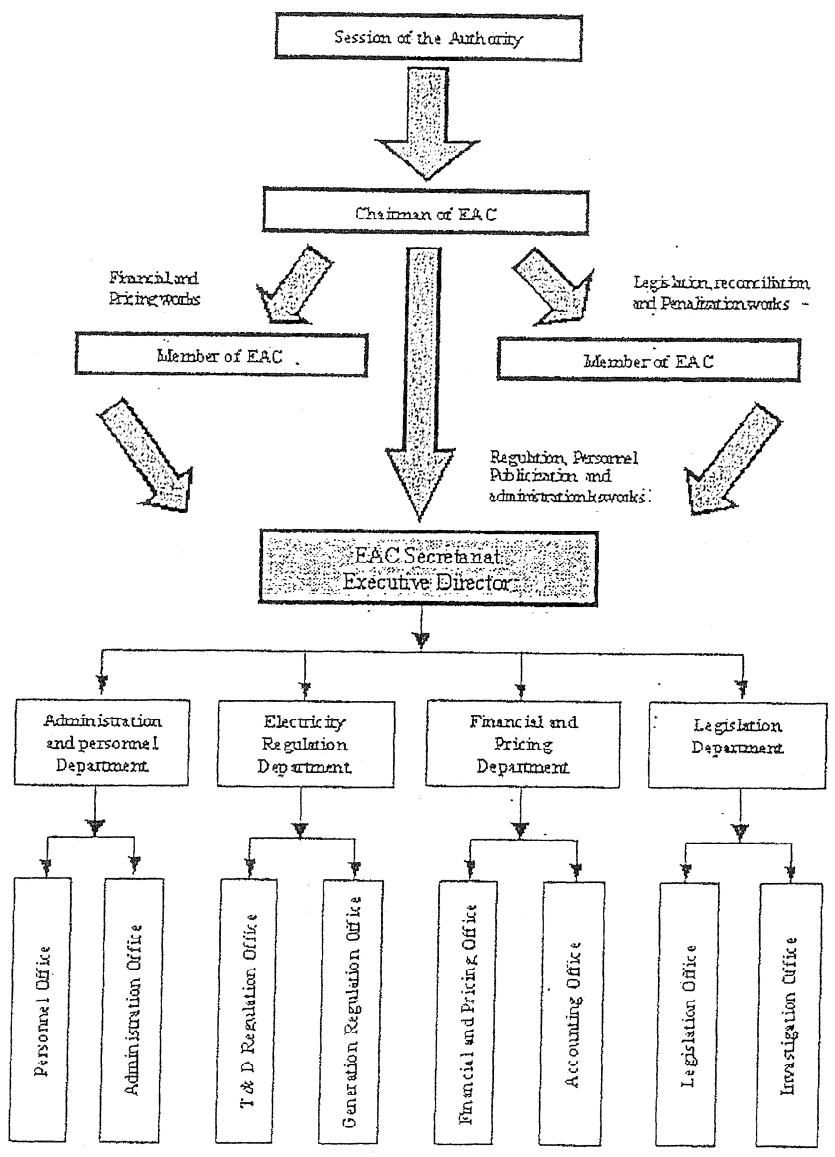 Session of the Authority
Chairman of EAC
Financial and
Pricing works
Legislation, reconciliation
and Penalization works -
Member of EAC
Member of EAC
Regulation, Personnel
Publicization and
administration works
EAC Secretariat
Executive Director
Administration
and personnel
Department
Electricity
Regulation
Department
Financial and
Pricing
Department
Legislation
Department
Personnel Office
Administration Office
T & D Regulation Office
Generation Regulation Office
Financial and Pricing Office
Accounting Office
Legislation Office
Investigation Office